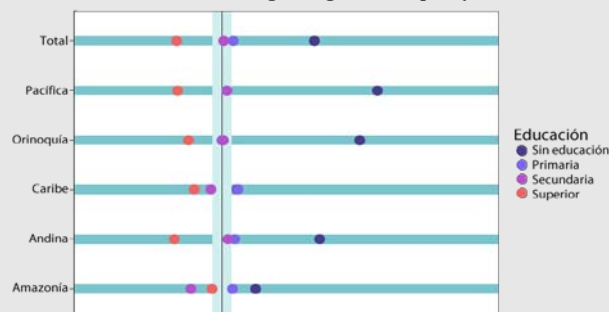 Total
Pacífica
Orinoquía
Caribe
Andina
Amazonía
Educación
Sin educación
Primaria
Secundaria
Superior